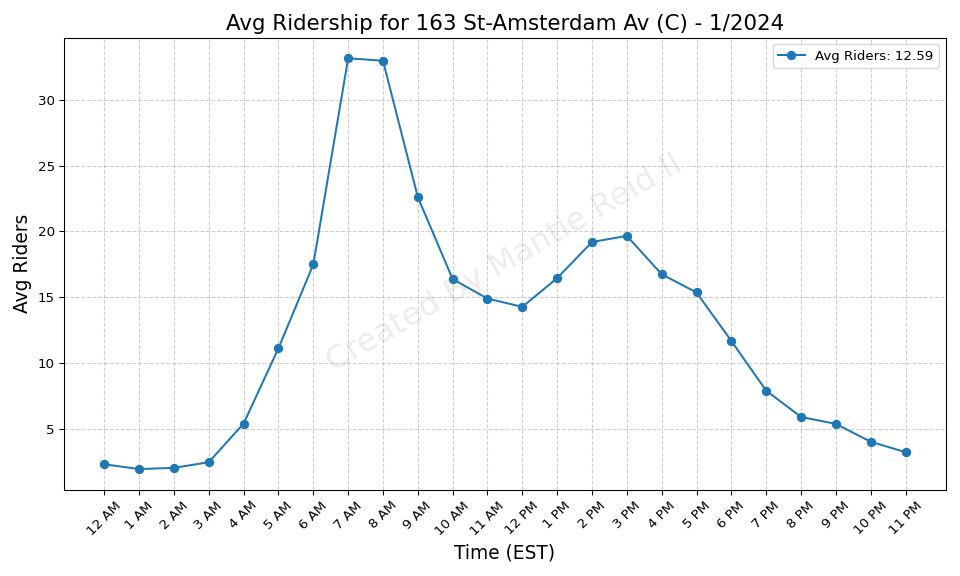 Avg Ridership for 163 St-Amsterdam Av (C) - 1/2024
Avg Riders: 12.59
Avg Riders
30
25
20
15
10
5
Created By Mantie Reid II
12 AM
1 AM
2 AM
3 AM
4 AM
5 AM
6 AM
7 AM
8 AM
9 AM
10 AM
11 AM
12 PM
1 PM
2 PM
3 PM
4 PM
5 PM
6 PM
7 PM
8 PM
9 PM
10 PM
11 PM
Time (EST)